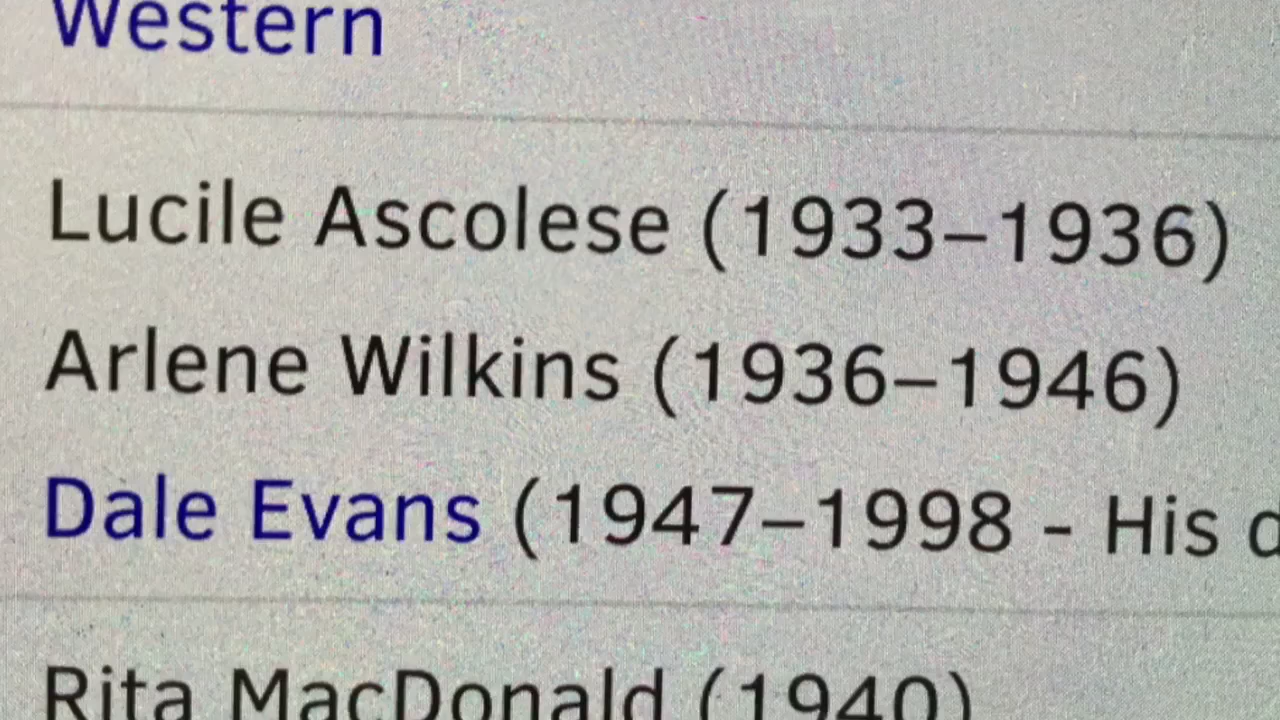 Western
Lucile Ascolese (1933–1936)
Arlene Wilkins (1936–1946)
Dale Evans (1947–1998 - His
Rita MacDonald (1940)